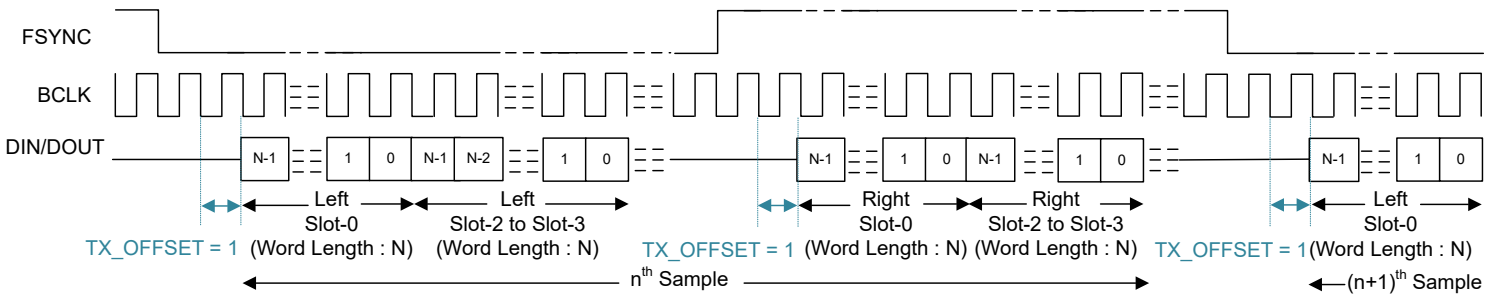 FSYNC
BCLK
DIN/DOUT
N-1 1 0 N-1 N-2 1 0 N-1 1 0 N-1 1 0 N-1 1 0
Left Left Right Right Left
Slot-0 Slot-2 to Slot-3 Slot-0 Slot-2 to Slot-3 Slot-0
TX_OFFSET = 1 (Word Length : N) (Word Length : N) TX_OFFSET = 1 (Word Length : N) (Word Length : N) TX_OFFSET = 1 (Word Length : N)
nth Sample (n+1)th Sample